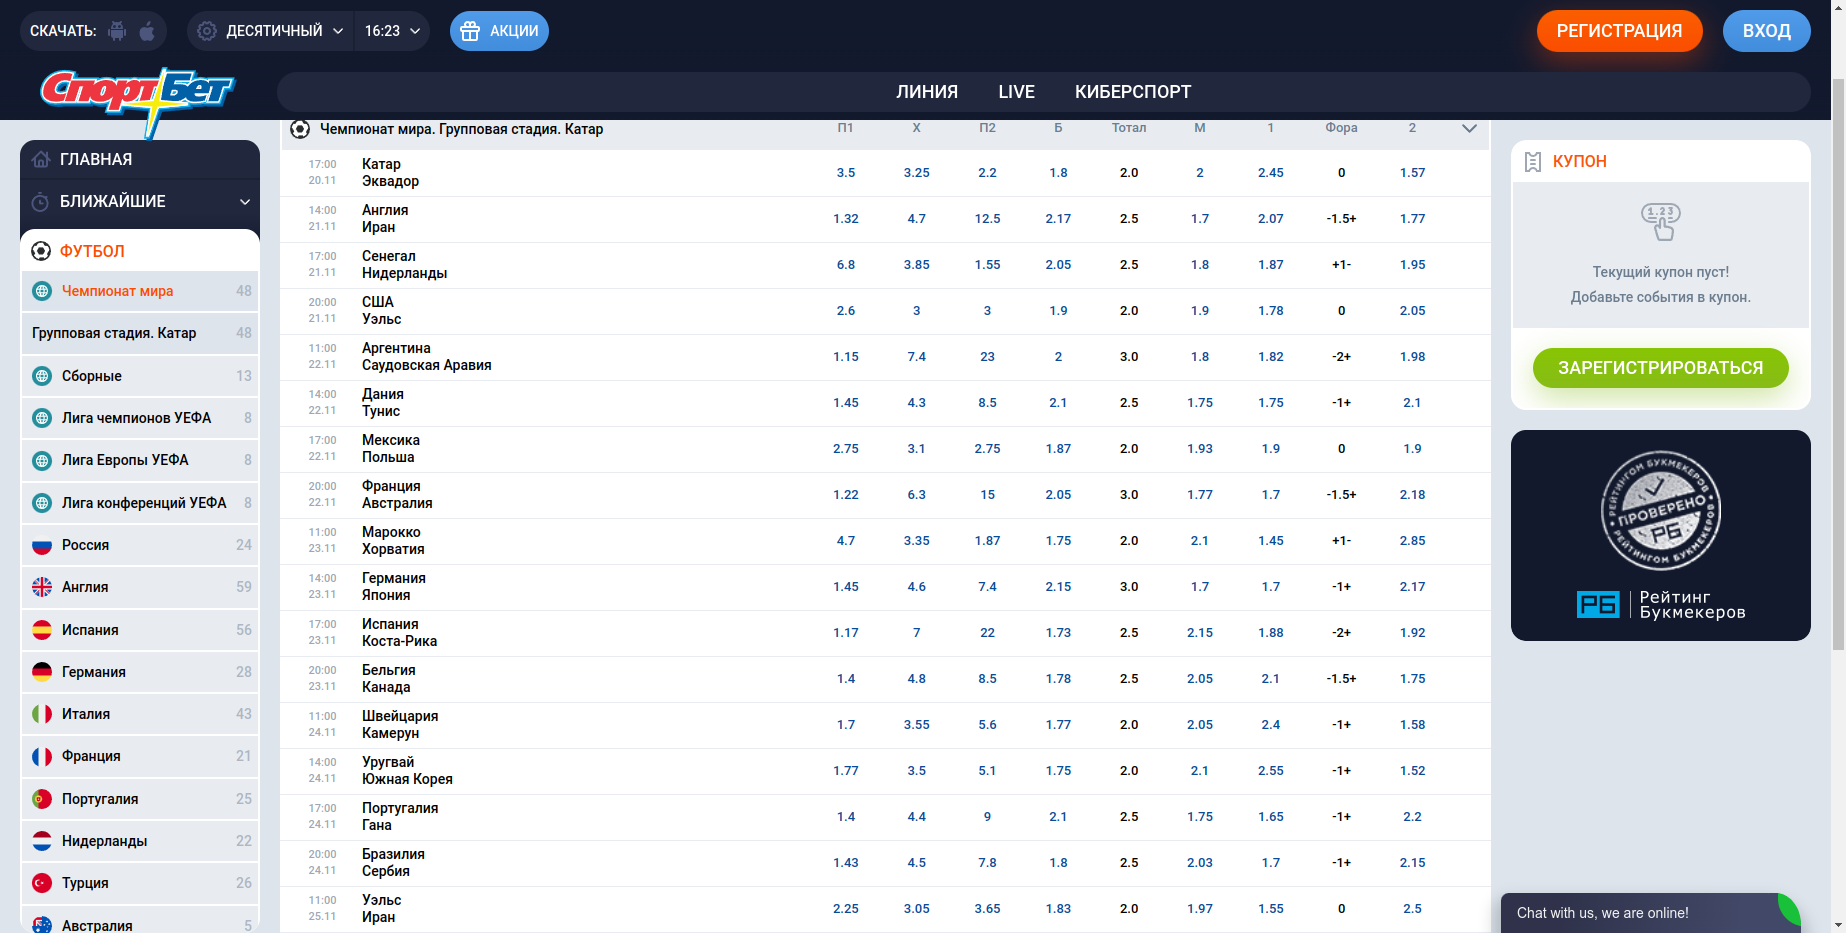 СКАЧАТЬ:
ДЕСЯТИЧНЫЙ
16:23
АКЦИИ
РЕГИСТРАЦИЯ
ВХОД
СпортБет
ЛИНИЯ
LIVE
КИБЕРСПОРТ
ГЛАВНАЯ
БЛИЖАЙШИЕ
ФУТБОЛ
Чемпионат мира 48
Групповая стадия. Катар 48
Сборные 13
Лига чемпионов УЕФА 8
Лига Европы УЕФА 8
Лига конференций УЕФА 8
Россия 24
Англия 59
Испания 56
Германия 28
Италия 43
Франция 21
Португалия 25
Нидерланды 22
Турция 26
Австралия 5
Чемпионат мира. Групповая стадия. Катар П1 X П2 Б Тотал М 1 Фора 2
17:00 Катар
20.11 Эквадор
3.5 3.25 2.2 1.8 2.0 2 2.45 0 1.57
14:00 Англия
21.11 Иран
1.32 4.7 12.5 2.17 2.5 1.7 2.07 -1.5+ 1.77
17:00 Сенегал
21.11 Нидерланды
6.8 3.85 1.55 2.05 2.5 1.8 1.87 +1- 1.95
20:00 США
21.11 Уэльс
2.6 3 3 1.9 2.0 1.9 1.78 0 2.05
11:00 Аргентина
22.11 Саудовская Аравия
1.15 7.4 23 2 3.0 1.8 1.82 -2+ 1.98
14:00 Дания
22.11 Тунис
1.45 4.3 8.5 2.1 2.5 1.75 1.75 -1+ 2.1
17:00 Мексика
22.11 Польша
2.75 3.1 2.75 1.87 2.0 1.93 1.9 0 1.9
20:00 Франция
22.11 Австралия
1.22 6.3 15 2.05 3.0 1.77 1.7 -1.5+ 2.18
11:00 Марокко
23.11 Хорватия
4.7 3.35 1.87 1.75 2.0 2.1 1.45 +1- 2.85
14:00 Германия
23.11 Япония
1.45 4.6 7.4 2.15 3.0 1.7 1.7 -1+ 2.17
17:00 Испания
23.11 Коста-Рика
1.17 7 22 1.73 2.5 2.15 1.88 -2+ 1.92
20:00 Бельгия
23.11 Канада
1.4 4.8 8.5 1.78 2.5 2.05 2.1 -1.5+ 1.75
11:00 Швейцария
24.11 Камерун
1.7 3.55 5.6 1.77 2.0 2.05 2.4 -1+ 1.58
14:00 Уругвай
24.11 Южная Корея
1.77 3.5 5.1 1.75 2.0 2.1 2.55 -1+ 1.52
17:00 Португалия
24.11 Гана
1.4 4.4 9 2.1 2.5 1.75 1.65 -1+ 2.2
20:00 Бразилия
24.11 Сербия
1.43 4.5 7.8 1.8 2.5 2.03 1.7 -1+ 2.15
11:00 Уэльс
25.11 Иран
2.25 3.05 3.65 1.83 2.0 1.97 1.55 0 2.5
КУПОН
1.2.3
Текущий купон пуст!
Добавьте события в купон.
ЗАРЕГИСТРИРОВАТЬСЯ
РЕЙТИНГОМ БУКМЕКЕРОВ
ПРОВЕРЕНО
РБ
РЕЙТИНГОМ БУКМЕКЕРОВ
РБ
Рейтинг
Букмекеров
Chat with us, we are online!